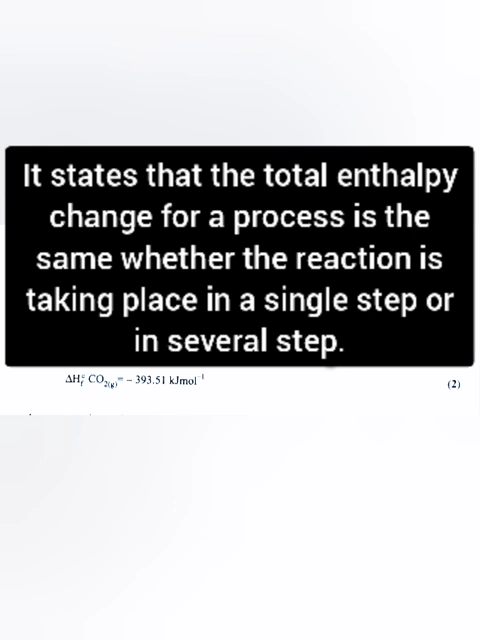 It states that the total enthalpy
change for a process is the
same whether the reaction is
taking place in a single step or
in several step.
ΔH°f CO2(g) = – 393.51 kJmol⁻¹ (2)